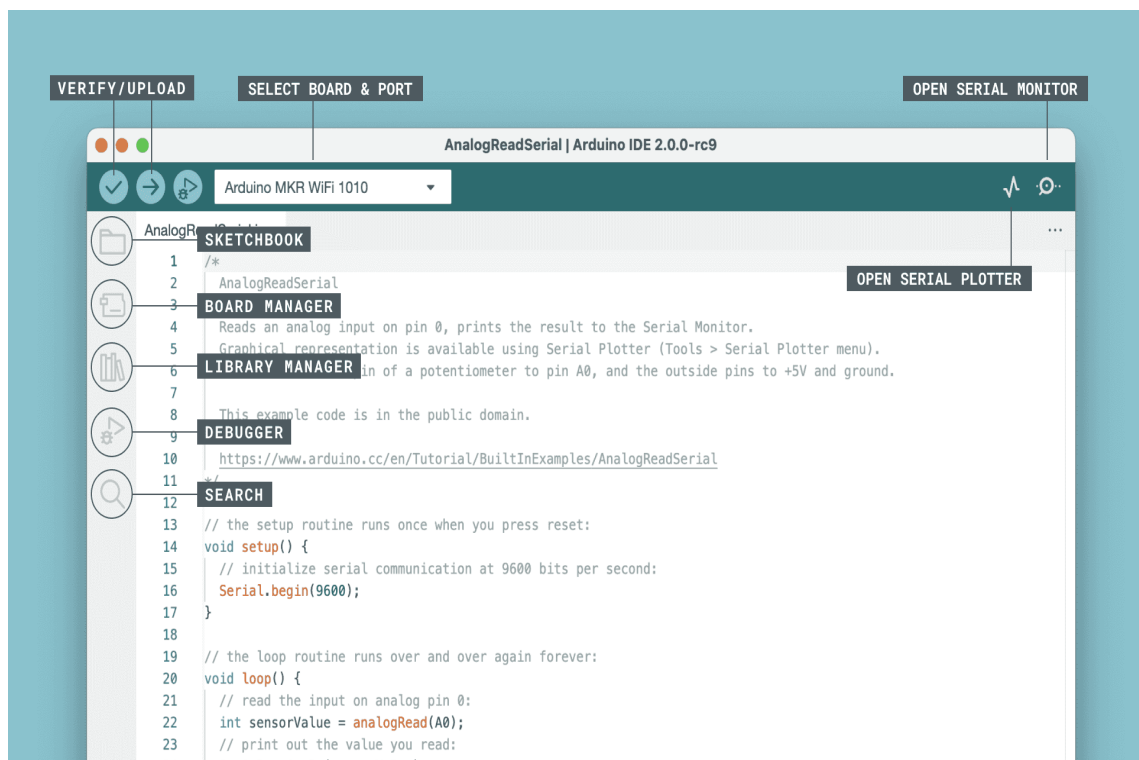 VERIFY/UPLOAD
SELECT BOARD & PORT
OPEN SERIAL MONITOR
AnalogReadSerial | Arduino IDE 2.0.0-rc9
Arduino MKR WiFi 1010
SKETCHBOOK
OPEN SERIAL PLOTTER
1 /*
2 AnalogReadSerial
3
BOARD MANAGER
4 Reads an analog input on pin 0, prints the result to the Serial Monitor.
5 Graphical representation is available using Serial Plotter (Tools > Serial Plotter menu).
LIBRARY MANAGER
6 of a potentiometer to pin A0, and the outside pins to +5V and ground.
7
8 This example code is in the public domain.
9
DEBUGGER
10 https://www.arduino.cc/en/Tutorial/BuiltInExamples/AnalogReadSerial
11 */
12
SEARCH
13 // the setup routine runs once when you press reset:
14 void setup() {
15 // initialize serial communication at 9600 bits per second:
16 Serial.begin(9600);
17 }
18
19 // the loop routine runs over and over again forever:
20 void loop() {
21 // read the input on analog pin 0:
22 int sensorValue = analogRead(A0);
23 // print out the value you read: